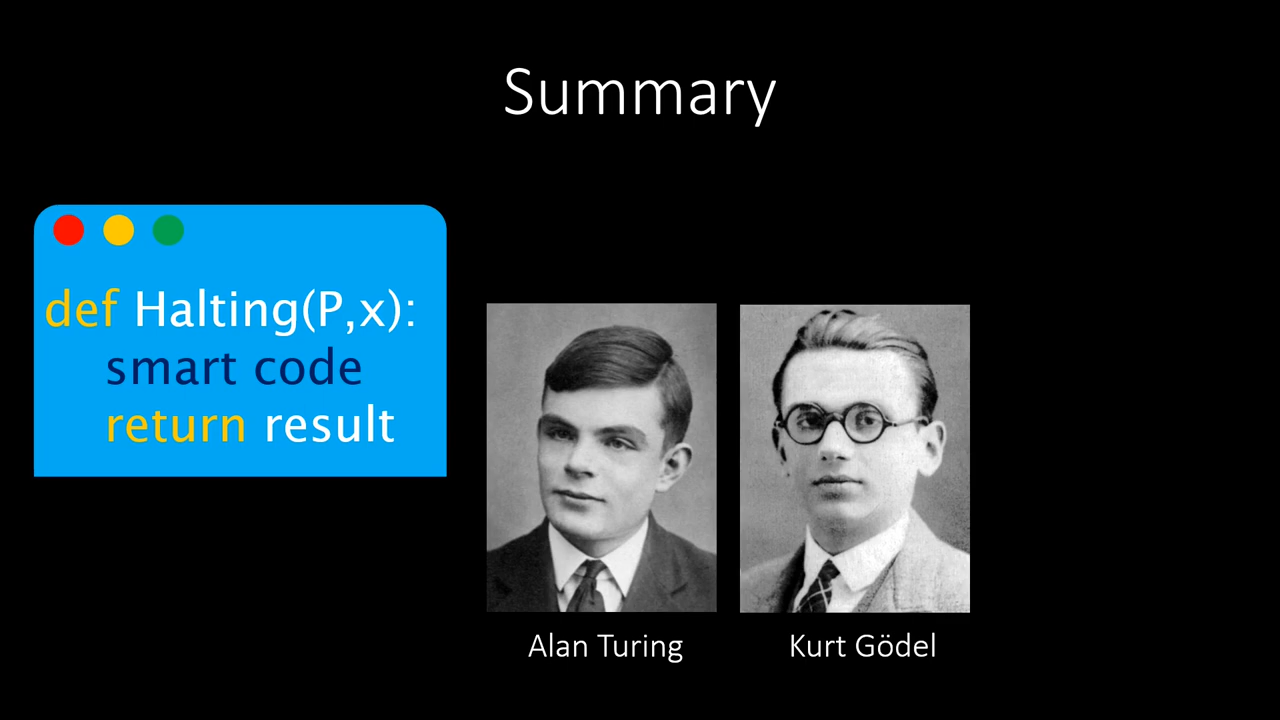 Summary
def Halting(P,x):
smart code
return result
Alan Turing
Kurt Gödel